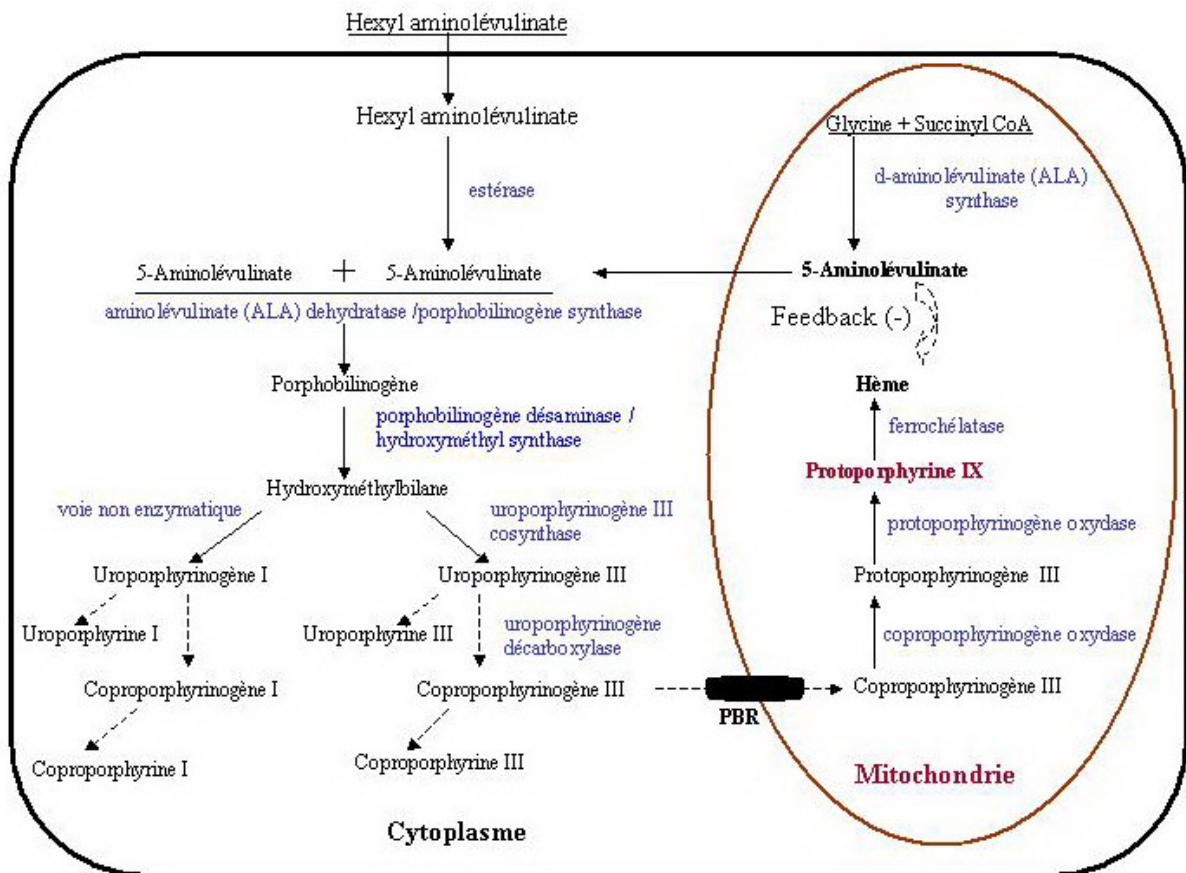 Hexyl aminolévulinate
Hexyl aminolévulinate
estérase
5-Aminolévulinate + 5-Aminolévulinate
aminolévulinate (ALA) dehydratase /porphobilinogène synthase
Porphobilinogène
porphobilinogène désaminase /
hydroxyméthyl synthase
Hydroxyméthylbilane
voie non enzymatique
uroporphyrinogène III
cosynthase
Uroporphyrinogène I
Uroporphyrinogène III
Uroporphyrine I
Uroporphyrine III
uroporphyrinogène
décarboxylase
Coproporphyrinogène I
Coproporphyrinogène III
Coproporphyrine I
Coproporphyrine III
Cytoplasme
PBR
Glycine + Succinyl CoA
d-aminolévulinate (ALA)
synthase
5-Aminolévulinate
Feedback (-)
Hème
ferrochélatase
Protoporphyrine IX
protoporphyrinogène oxydase
Protoporphyrinogène III
coproporphyrinogène oxydase
Coproporphyrinogène III
Mitochondrie